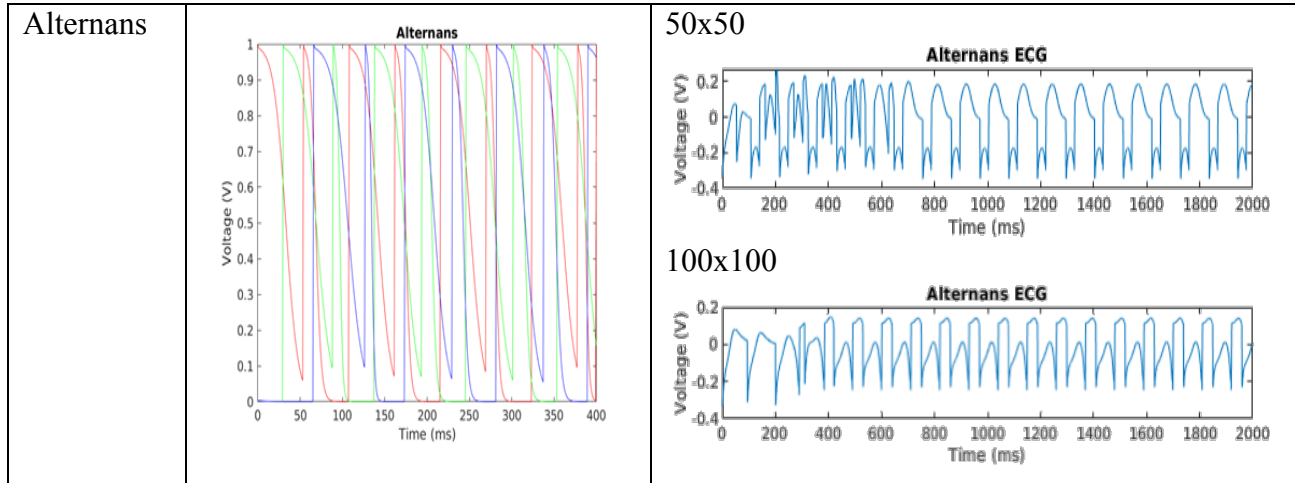 Alternans
Alternans
1
0.9
0.8
0.7
0.6
0.5
0.4
0.3
0.2
0.1
0
Voltage (V)
0 50 100 150 200 250 300 350 400
Time (ms)
50x50
Alternans ECG
0.2
0
-0.2
-0.4
Voltage (V)
0 200 400 600 800 1000 1200 1400 1600 1800 2000
Time (ms)
100x100
Alternans ECG
0.2
0
-0.2
-0.4
Voltage (V)
0 200 400 600 800 1000 1200 1400 1600 1800 2000
Time (ms)